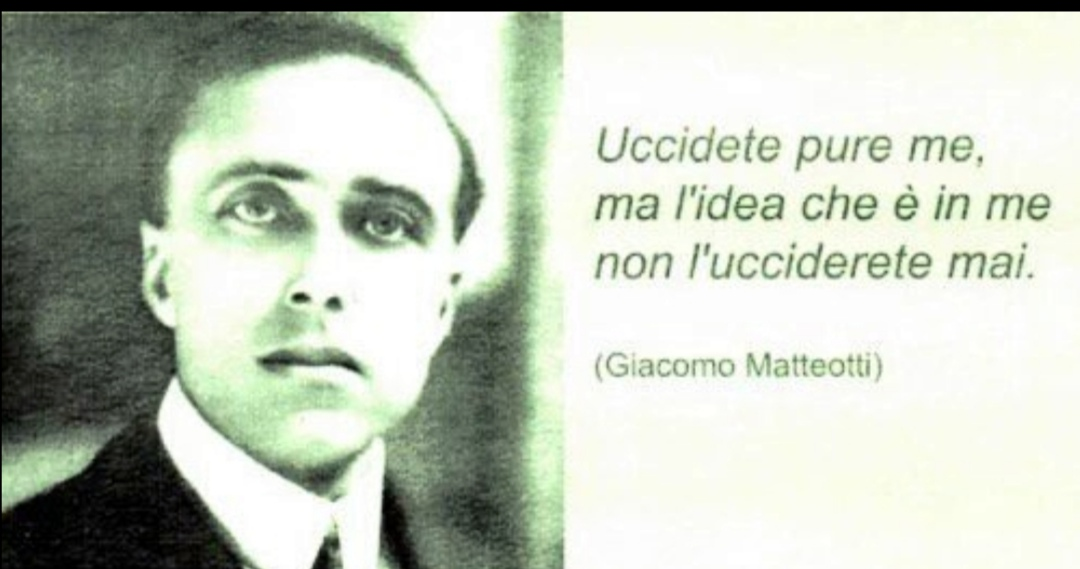 Uccidete pure me,
ma l'idea che è in me
non l'ucciderete mai.
(Giacomo Matteotti)